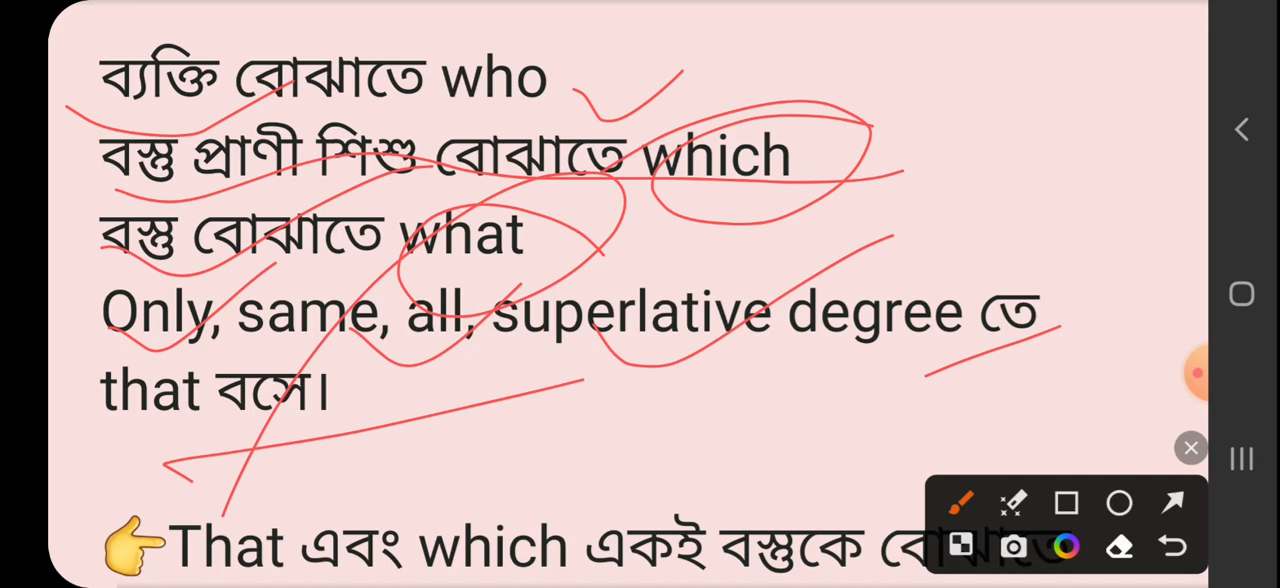 ব্যক্তি বোঝাতে who
বস্তু প্রাণী শিশু বোঝাতে which
বস্তু বোঝাতে what
Only, same, all, superlative degree তে
that বসে।
👉That এবং which একই বস্তুকে বোঝাতে